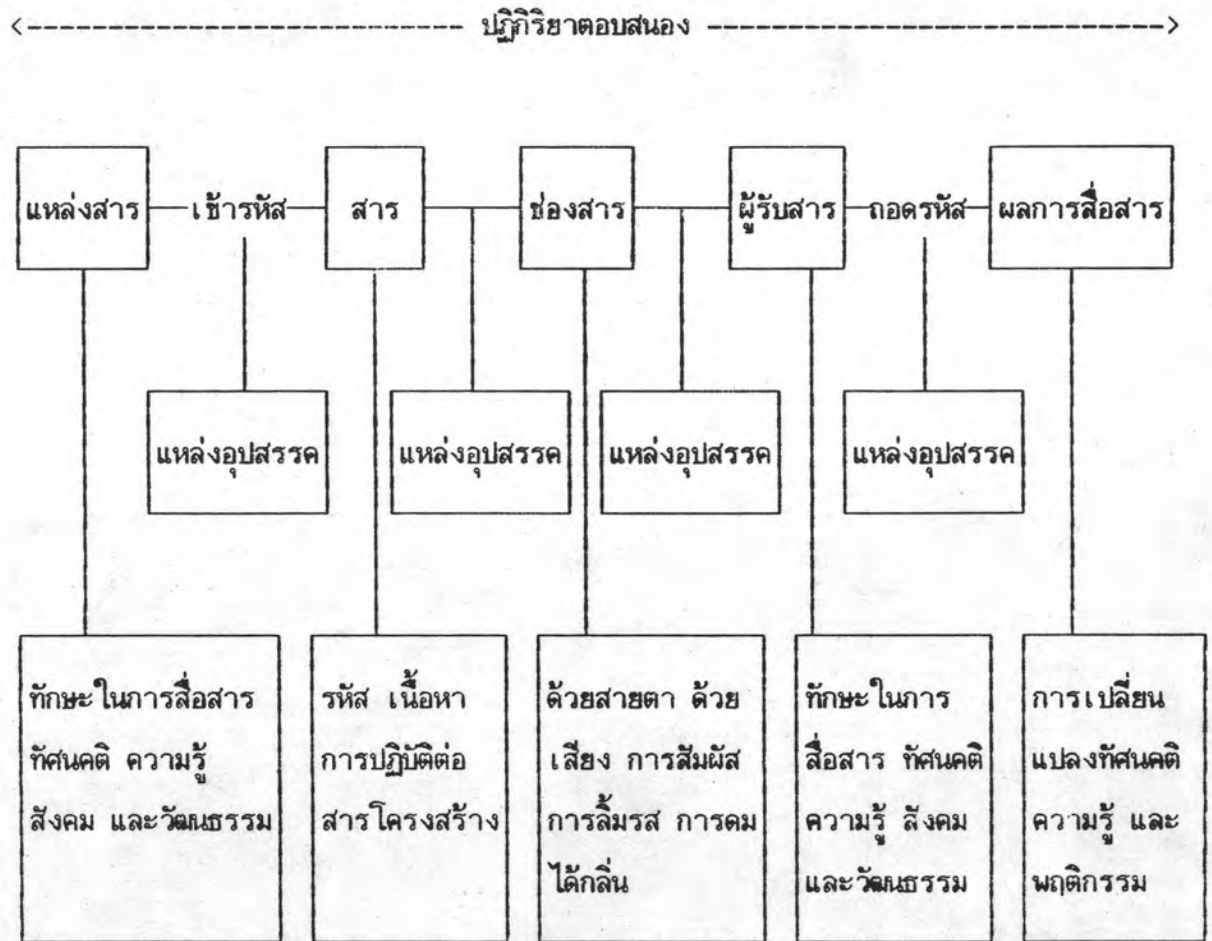 <--------------------------- ปฏิกิริยาตอบสนอง --------------------------->
แหล่งสาร เข้ารหัส สาร ช่องสาร ผู้รับสาร ถอดรหัส ผลการสื่อสาร
แหล่งอุปสรรค แหล่งอุปสรรค แหล่งอุปสรรค แหล่งอุปสรรค
ทักษะในการสื่อสาร
ทัศนคติ ความรู้
สังคม และวัฒนธรรม
รหัส เนื้อหา
การปฏิบัติต่อ
สารโครงสร้าง
ด้วยสายตา ด้วย
เสียง การสัมผัส
การลิ้มรส การดม
ได้กลิ่น
ทักษะในการ
สื่อสาร ทัศนคติ
ความรู้ สังคม
และวัฒนธรรม
การเปลี่ยน
แปลงทัศนคติ
ความรู้ และ
พฤติกรรม